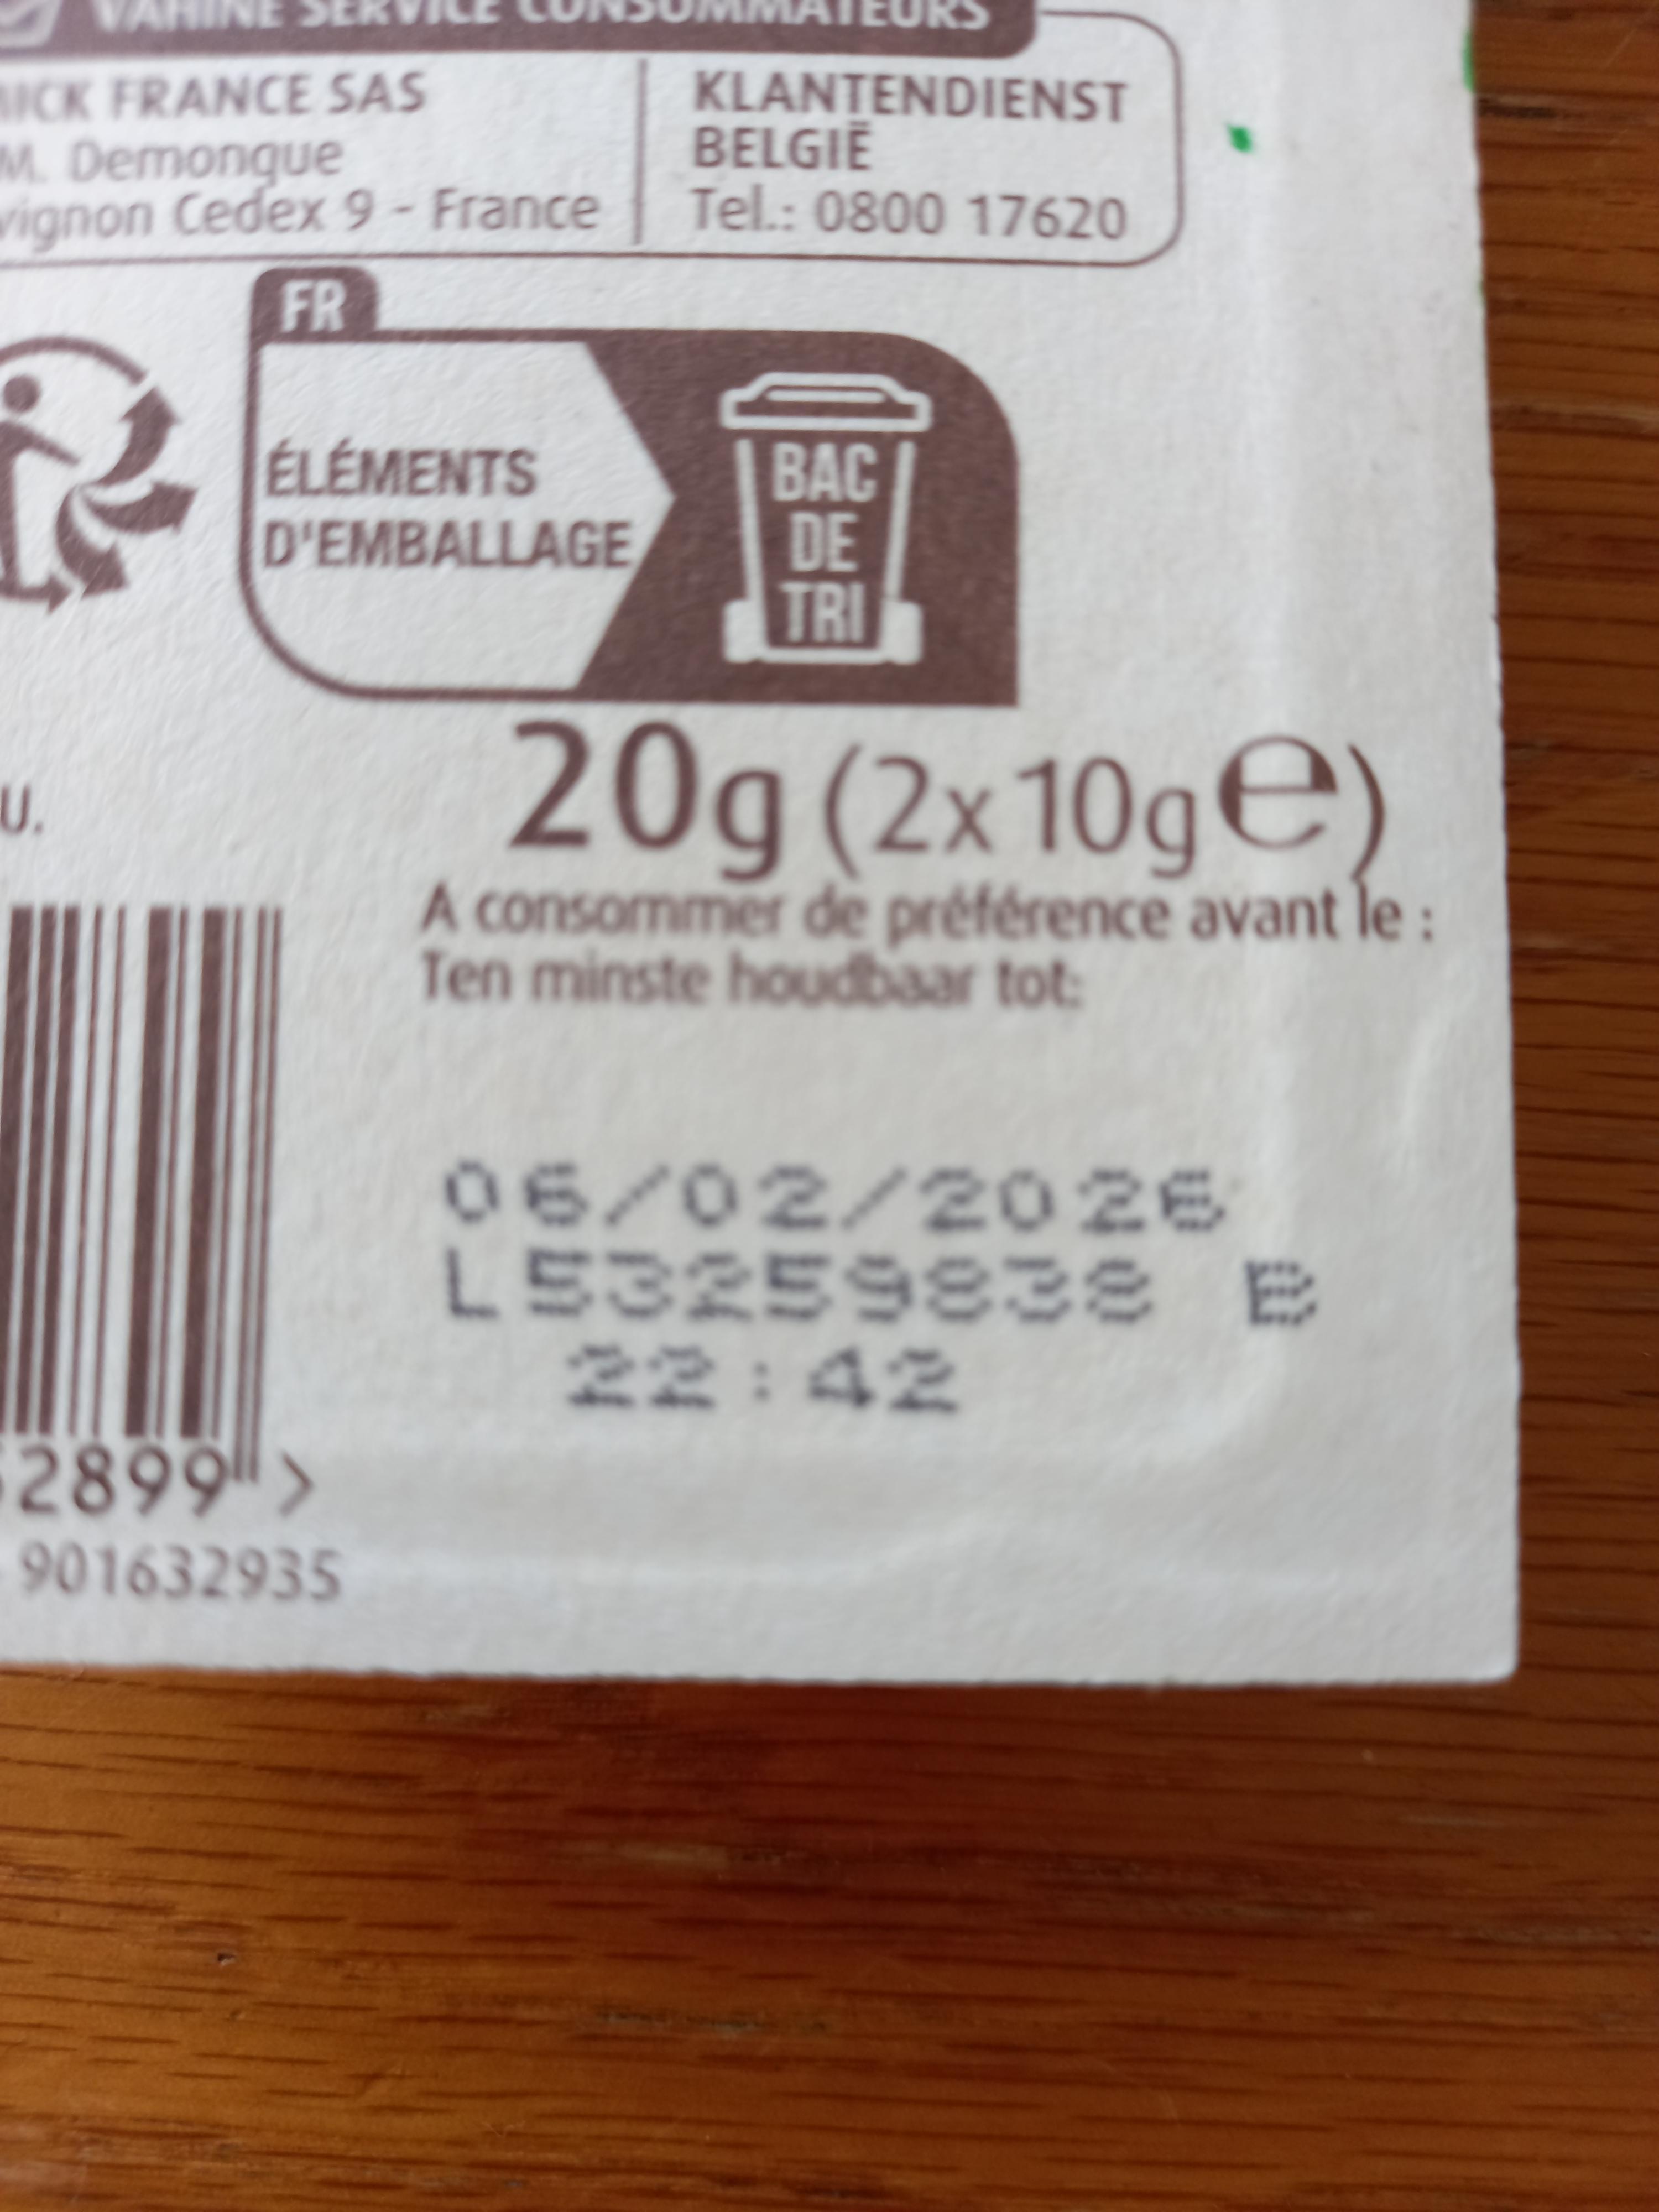 VAHINÉ SERVICE CONSOMMATEURS
MICK FRANCE SAS
M. Demonque
vignon Cedex 9 - France
KLANTENDIENST
BELGIË
Tel.: 0800 17620
FR
ÉLÉMENTS
D'EMBALLAGE
BAC
DE
TRI
U.
20g (2x10g e)
A consommer de préférence avant le :
Ten minste houdbaar tot:
06/02/2026
L53259838 B
22:42
2899 >
901632935